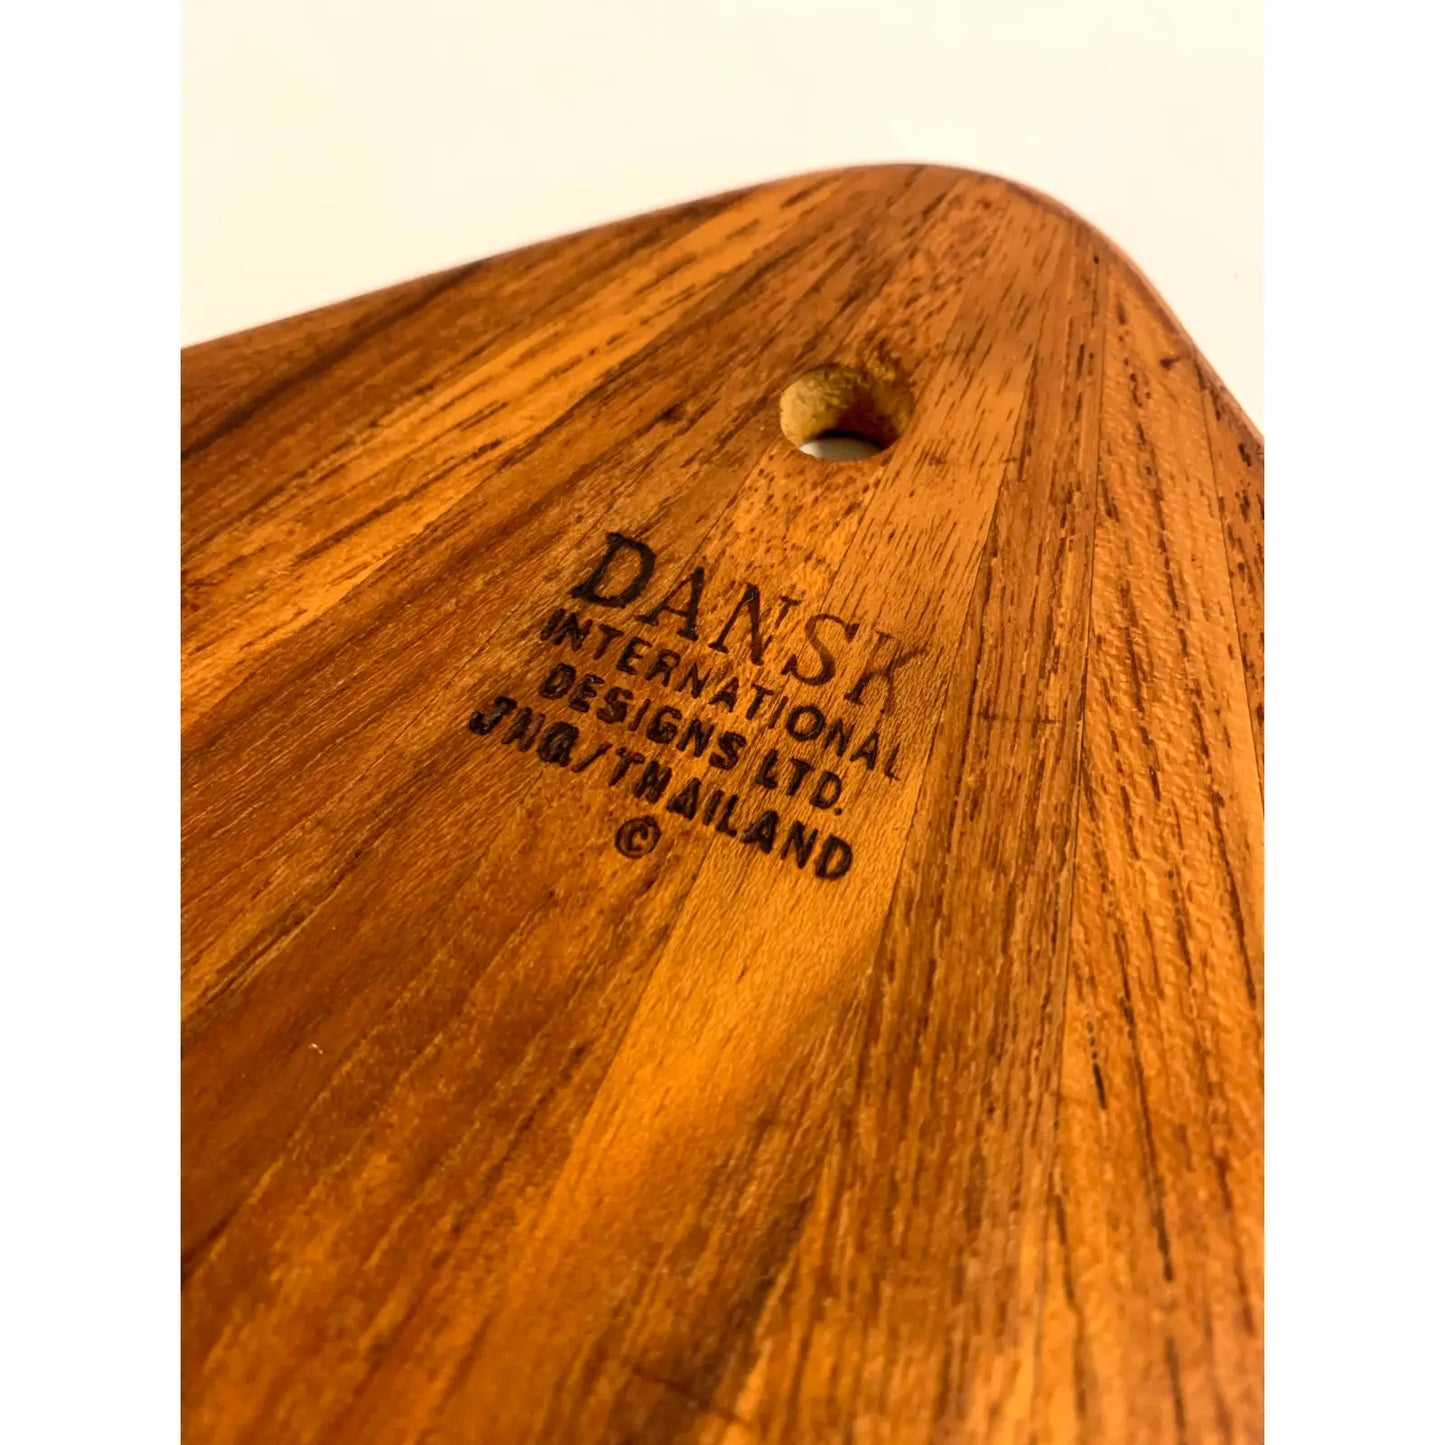 DANSK
INTERNATIONAL
DESIGNS LTD.
JHQ/THAILAND
©